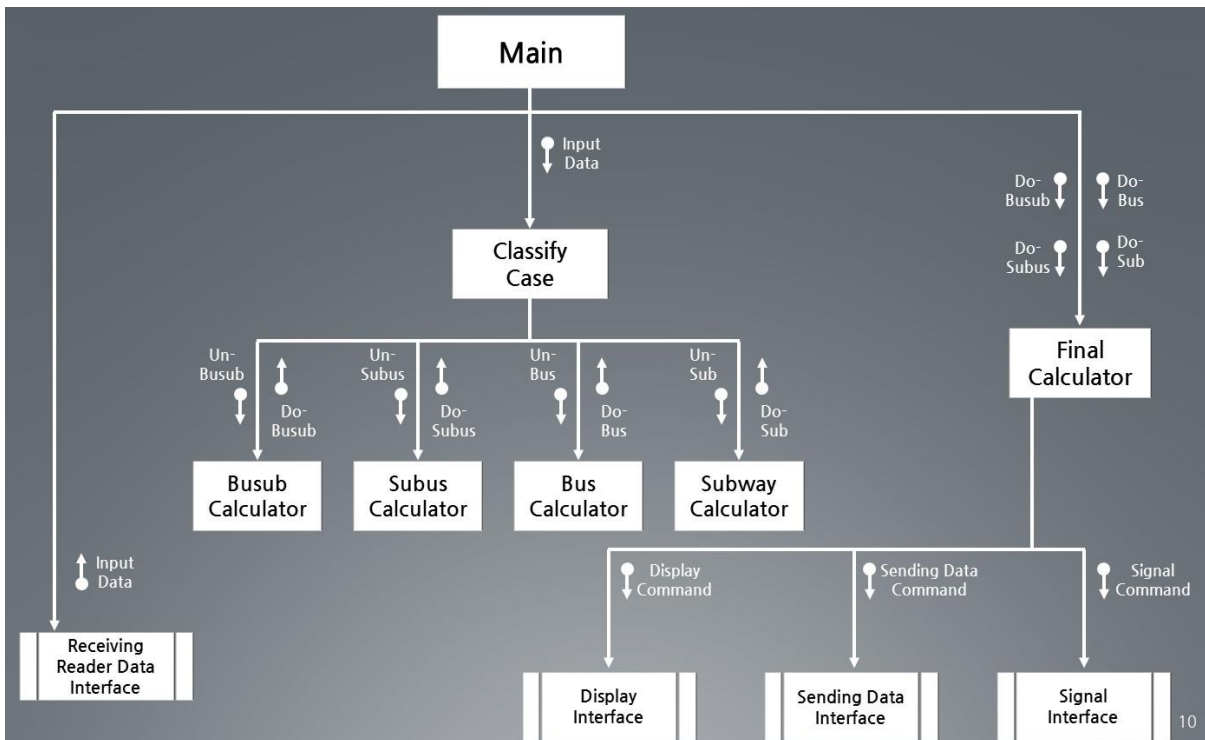 Main
Input
Data
Do-
Busub
Do-
Bus
Do-
Subus
Do-
Sub
Classify
Case
Final
Calculator
Un-
Busub
Do-
Busub
Un-
Subus
Do-
Subus
Un-
Bus
Do-
Bus
Un-
Sub
Do-
Sub
Busub
Calculator
Subus
Calculator
Bus
Calculator
Subway
Calculator
Input
Data
Display
Command
Sending Data
Command
Signal
Command
Receiving
Reader Data
Interface
Display
Interface
Sending Data
Interface
Signal
Interface
10